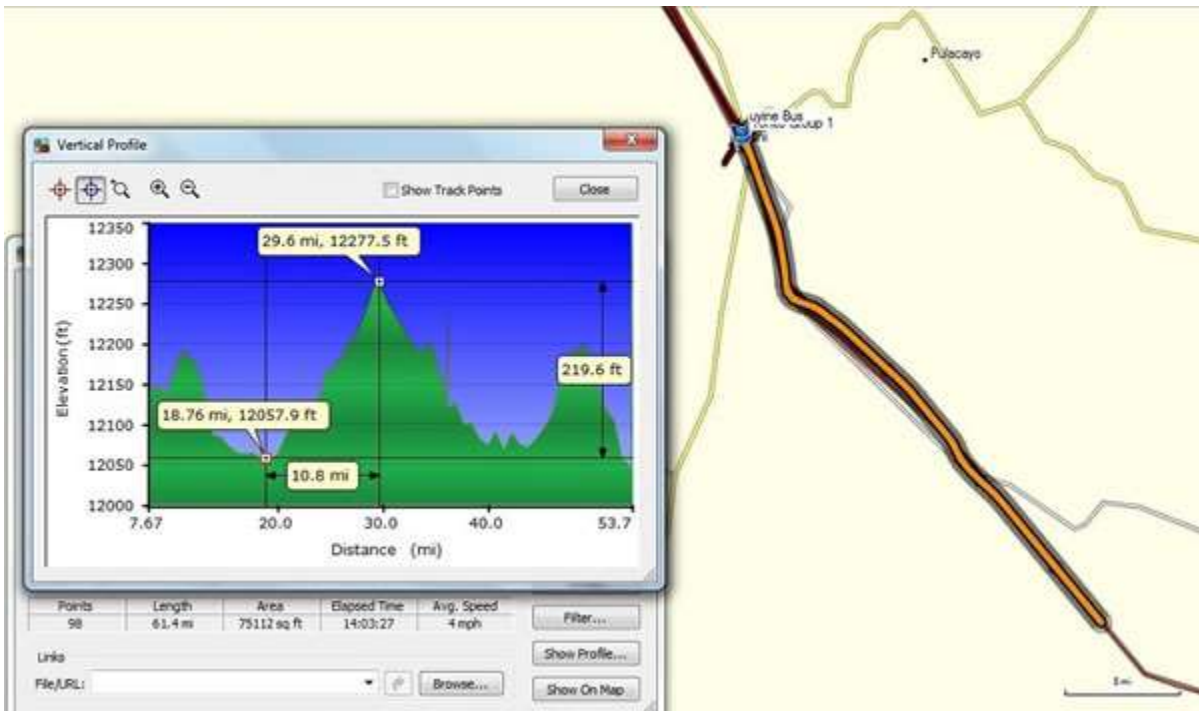 Pulacayo
uyine Bus
Group 1
Vertical Profile
Show Track Points
Close
12350
12300
12250
12200
12150
12100
12050
12000
Elevation(ft)
29.6 mi, 12277.5 ft
219.6 ft
18.76 mi, 12057.9 ft
10.8 mi
7.67 20.0 30.0 40.0 53.7
Distance (mi)
Points Length Area Elapsed Time Avg. Speed
98 61.4 mi 75112 sq ft 14:03:27 4 mph
Filter...
Links
Show Profile...
File/URL: Browse...
Show On Map